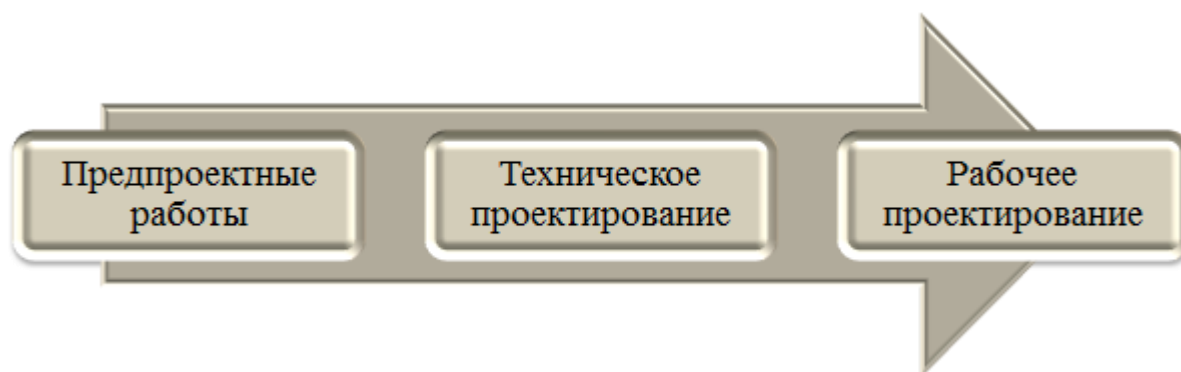 Предпроектные
работы
Техническое
проектирование
Рабочее
проектирование